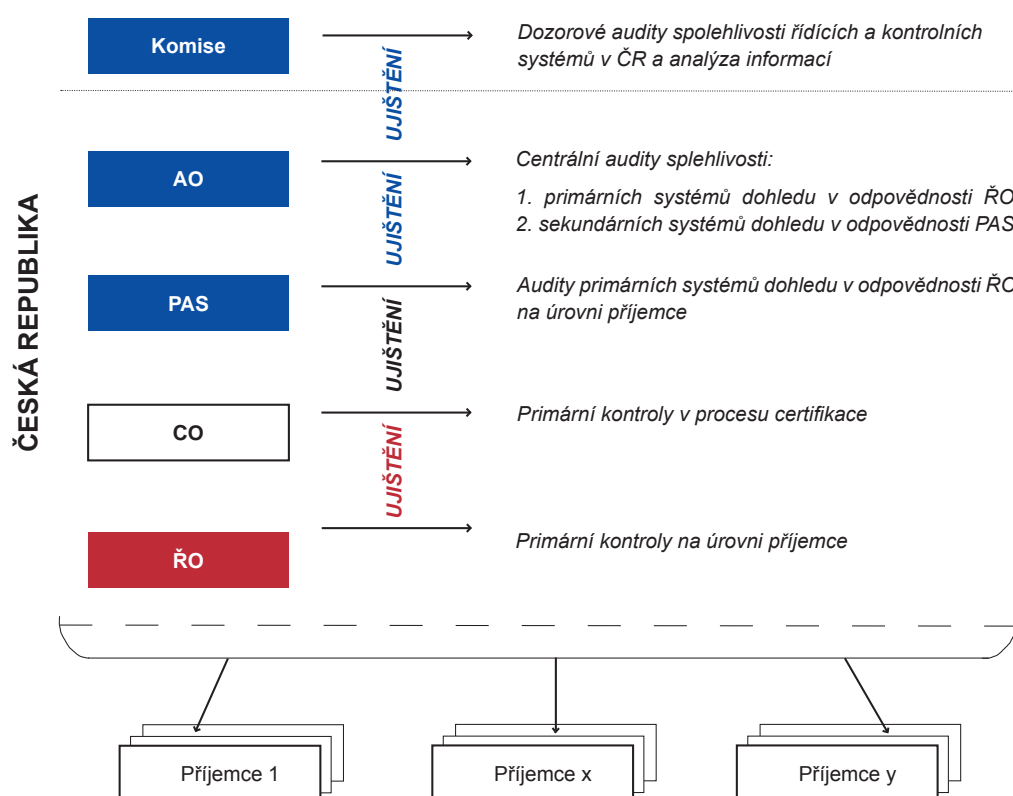 Komise
Dozorové audity spolehlivosti řídících a kontrolních
systémů v ČR a analýza informací
UJIŠTĚNÍ
ČESKÁ REPUBLIKA
AO
Centrální audity splehlivosti:
1. primárních systémů dohledu v odpovědnosti ŘO
2. sekundárních systémů dohledu v odpovědnosti PAS
UJIŠTĚNÍ
PAS
Audity primárních systémů dohledu v odpovědnosti ŘO
na úrovni příjemce
UJIŠTĚNÍ
CO
Primární kontroly v procesu certifikace
UJIŠTĚNÍ
ŘO
Primární kontroly na úrovni příjemce
Příjemce 1
Příjemce x
Příjemce y